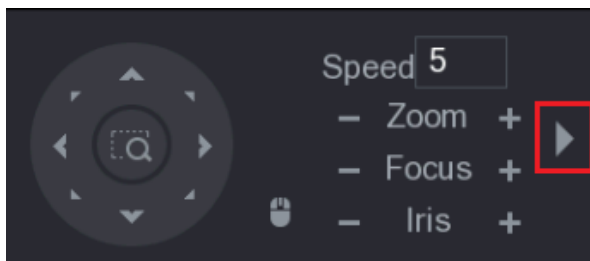 Speed 5
− Zoom +
− Focus +
− Iris +